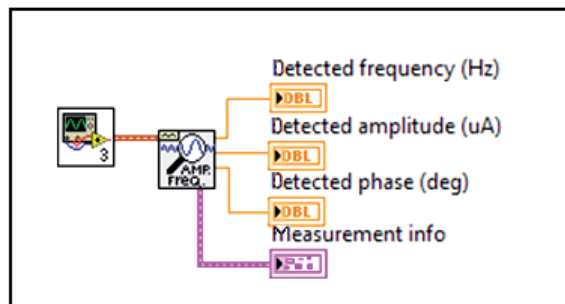 Detected frequency (Hz)
DBL
Detected amplitude (uA)
DBL
3
AMP.
Freq.
Detected phase (deg)
DBL
Measurement info